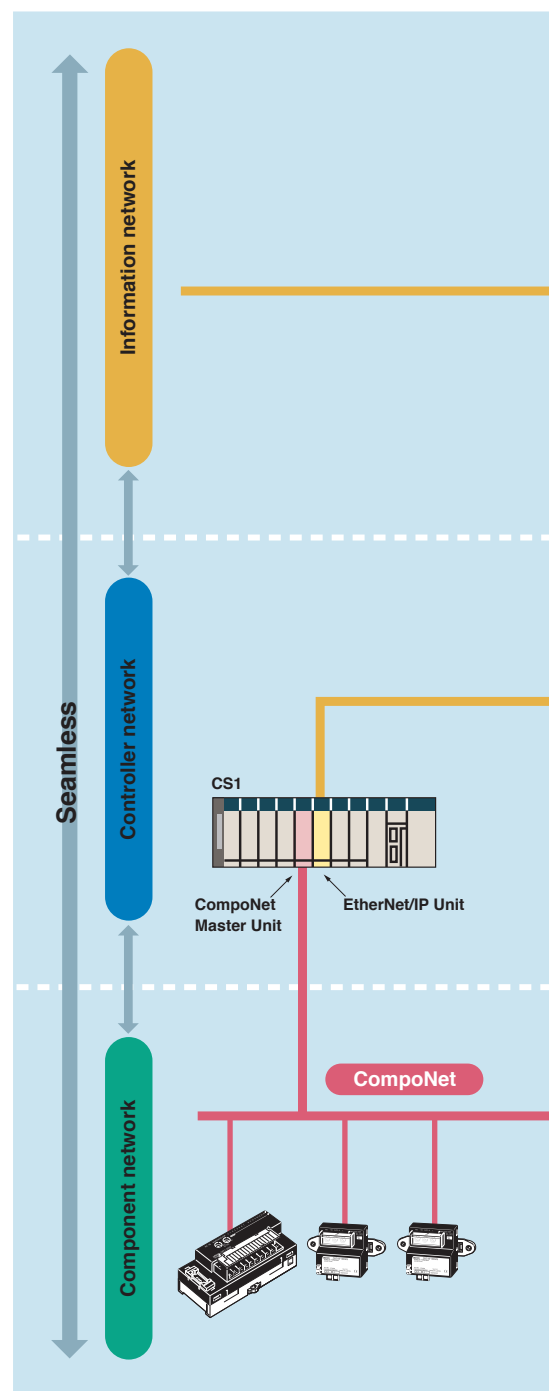 Seamless
Information network
Controller network
CS1
CompoNet
Master Unit
EtherNet/IP Unit
Component network
CompoNet